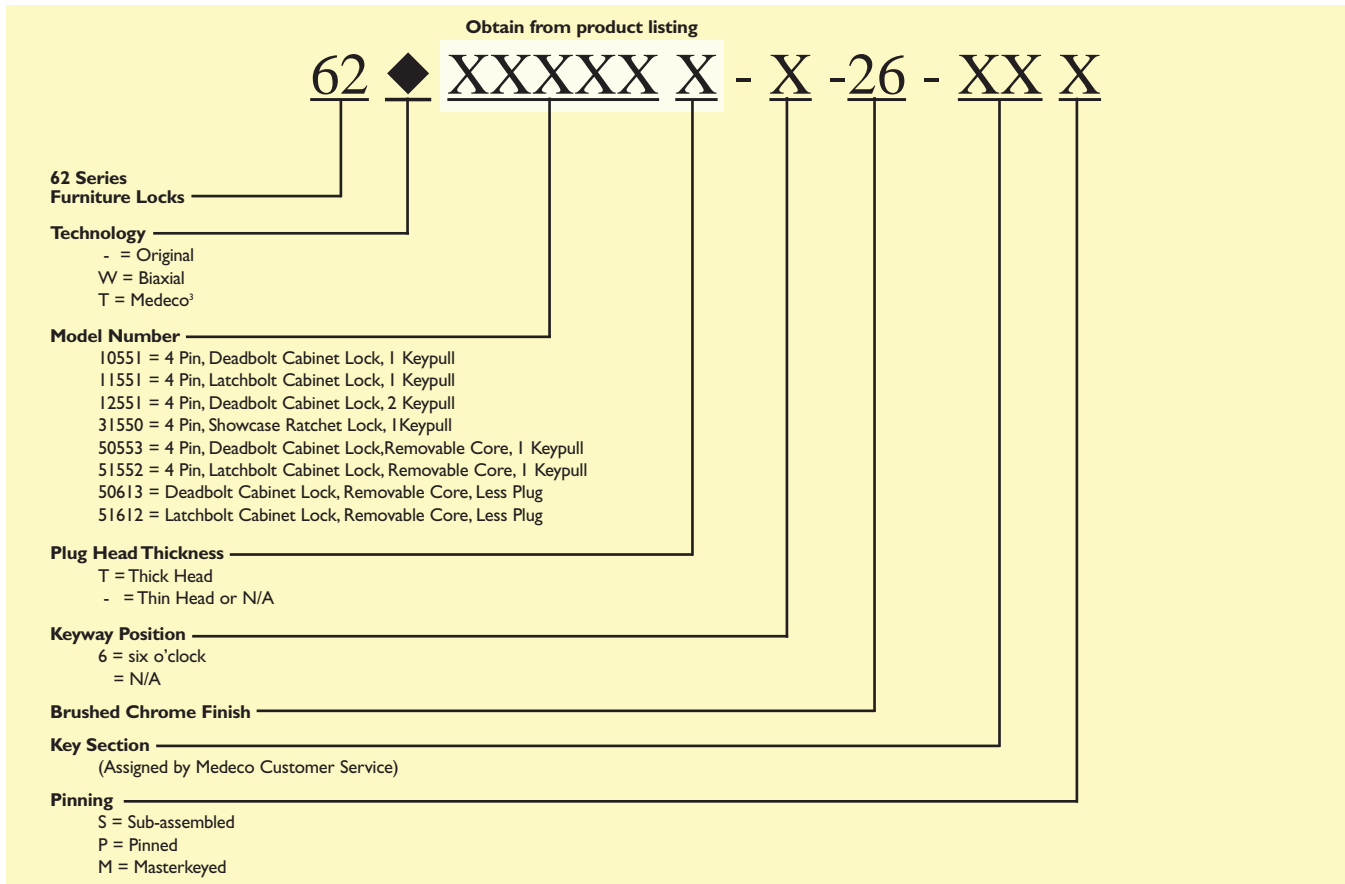 Obtain from product listing
62 ◆ XXXXX X - X -26 - XX X
62 Series
Furniture Locks
Technology
- = Original
W = Biaxial
T = Medeco³
Model Number
10551 = 4 Pin, Deadbolt Cabinet Lock, 1 Keypull
11551 = 4 Pin, Latchbolt Cabinet Lock, 1 Keypull
12551 = 4 Pin, Deadbolt Cabinet Lock, 2 Keypull
31550 = 4 Pin, Showcase Ratchet Lock, 1Keypull
50553 = 4 Pin, Deadbolt Cabinet Lock,Removable Core, 1 Keypull
51552 = 4 Pin, Latchbolt Cabinet Lock, Removable Core, 1 Keypull
50613 = Deadbolt Cabinet Lock, Removable Core, Less Plug
51612 = Latchbolt Cabinet Lock, Removable Core, Less Plug
Plug Head Thickness
T = Thick Head
- = Thin Head or N/A
Keyway Position
6 = six o’clock
= N/A
Brushed Chrome Finish
Key Section
(Assigned by Medeco Customer Service)
Pinning
S = Sub-assembled
P = Pinned
M = Masterkeyed